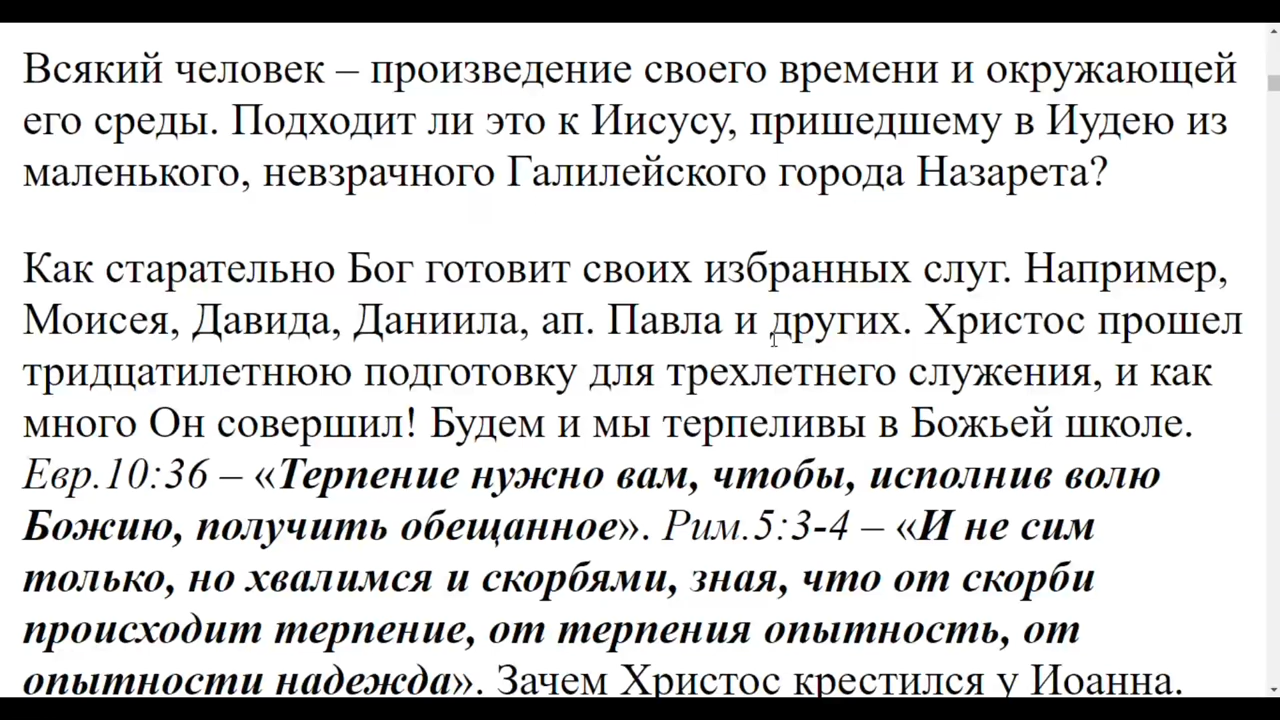 Всякий человек – произведение своего времени и окружающей
его среды. Подходит ли это к Иисусу, пришедшему в Иудею из
маленького, невзрачного Галилейского города Назарета?
Как старательно Бог готовит своих избранных слуг. Например,
Моисея, Давида, Даниила, ап. Павла и других. Христос прошел
тридцатилетнюю подготовку для трехлетнего служения, и как
много Он совершил! Будем и мы терпеливы в Божьей школе.
Евр.10:36 – «Терпение нужно вам, чтобы, исполнив волю
Божию, получить обещанное». Рим.5:3-4 – «И не сим
только, но хвалимся и скорбями, зная, что от скорби
происходит терпение, от терпения опытность, от
опытности надежда». Зачем Христос крестился у Иоанна.